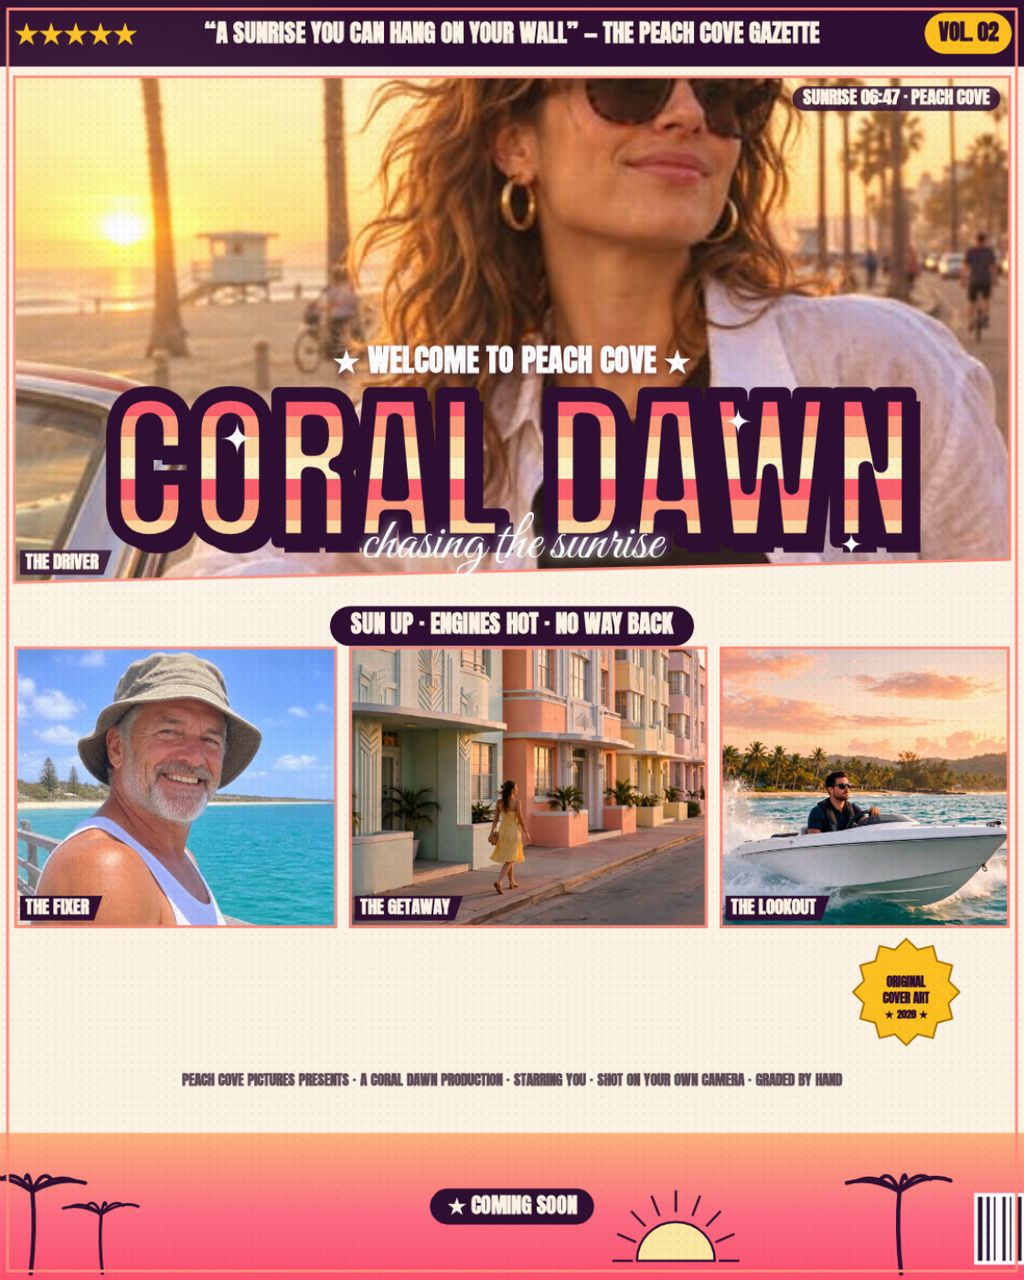 ★★★★★ “A SUNRISE YOU CAN HANG ON YOUR WALL” – THE PEACH COVE GAZETTE VOL. 02
SUNRISE 06:47 · PEACH COVE
★ WELCOME TO PEACH COVE ★
CORAL DAWN
chasing the sunrise
THE DRIVER
SUN UP · ENGINES HOT · NO WAY BACK
THE FIXER
THE GETAWAY
THE LOOKOUT
ORIGINAL
COVER ART
★ 2026 ★
PEACH COVE PICTURES PRESENTS · A CORAL DAWN PRODUCTION · STARRING YOU · SHOT ON YOUR OWN CAMERA · GRADED BY HAND
★ COMING SOON